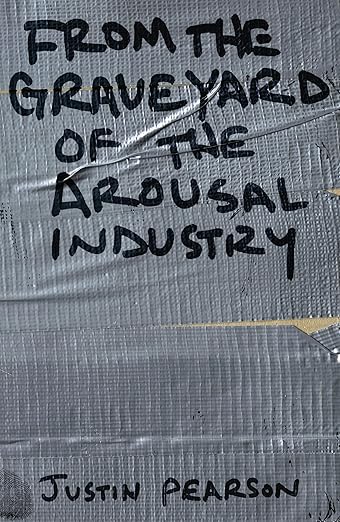 FROM THE
GRAVEYARD
OF THE
AROUSAL
INDUSTRY
JUSTIN PEARSON